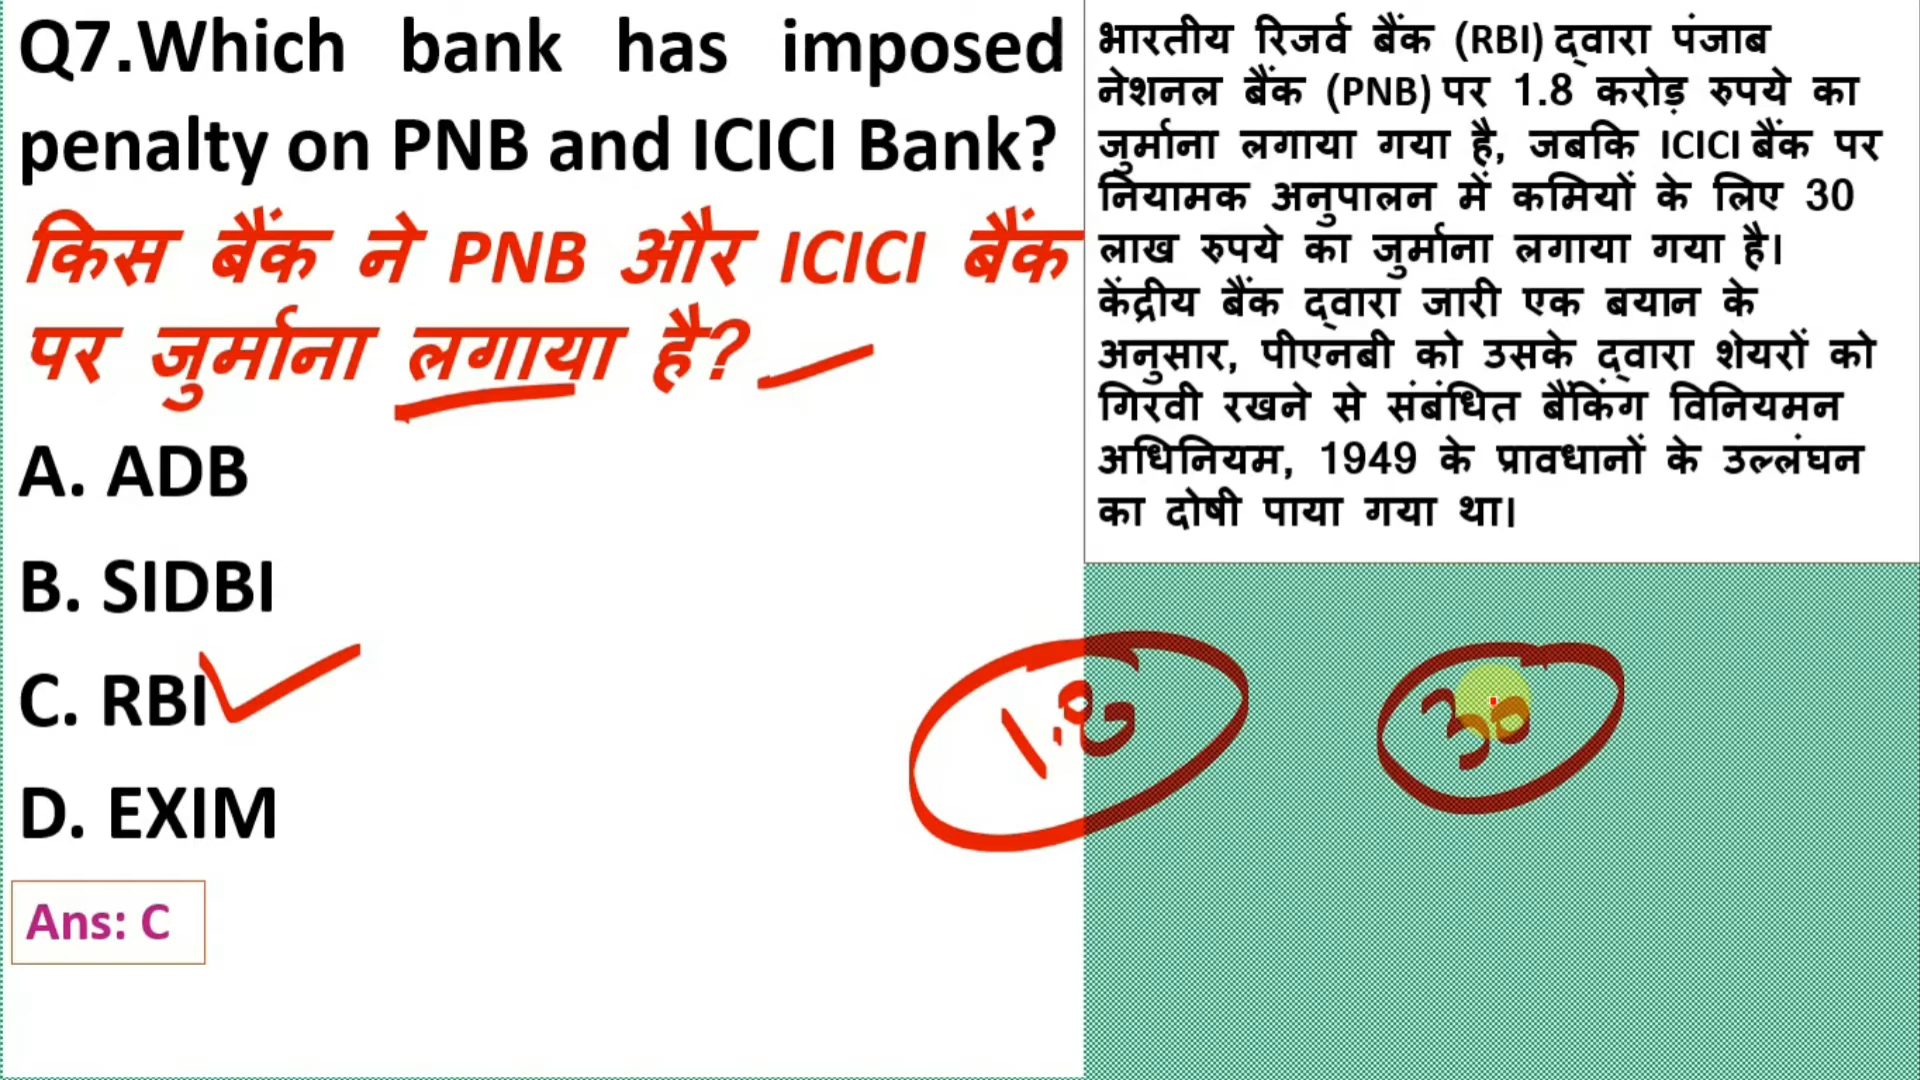 Q7.Which bank has imposed
penalty on PNB and ICICI Bank?
किस बैंक ने PNB और ICICI बैंक
पर जुर्माना लगाया है?
A. ADB
B. SIDBI
C. RBI
D. EXIM
Ans: C
भारतीय रिजर्व बैंक (RBI) द्वारा पंजाब
नेशनल बैंक (PNB) पर 1.8 करोड़ रुपये का
जुर्माना लगाया गया है, जबकि ICICI बैंक पर
नियामक अनुपालन में कमियों के लिए 30
लाख रुपये का जुर्माना लगाया गया है।
केंद्रीय बैंक द्वारा जारी एक बयान के
अनुसार, पीएनबी को उसके द्वारा शेयरों को
गिरवी रखने से संबंधित बैंकिंग विनियमन
अधिनियम, 1949 के प्रावधानों के उल्लंघन
का दोषी पाया गया था।
1.8
30